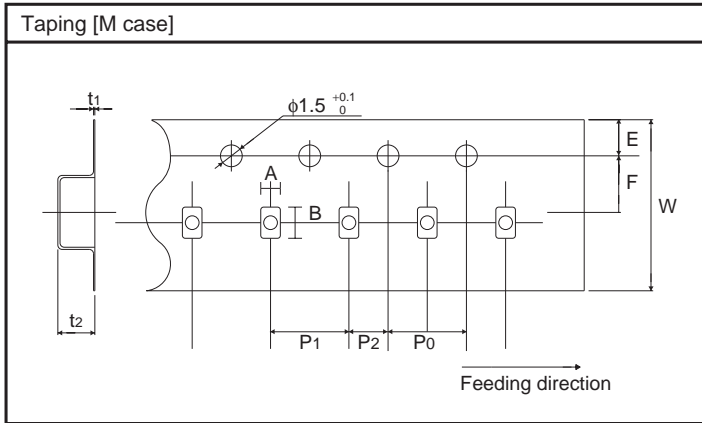 Taping [M case]
t1
ϕ1.5 +0.1 0
E
A
F
B
W
t2
P1 P2 P0
Feeding direction